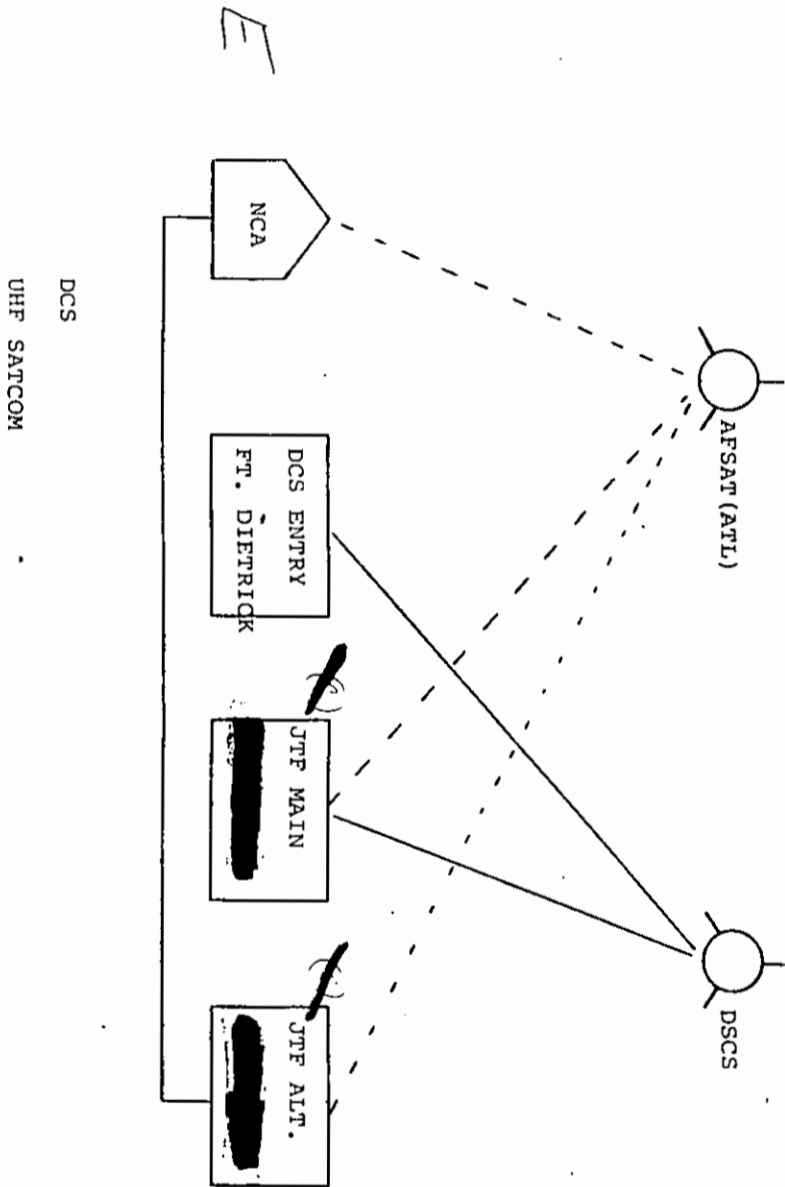 AFSAT (ATL)
DSCS
NCA
DCS ENTRY
FT. DIETRICK
JTF MAIN
JTF ALT.
DCS
UHF SATCOM
E